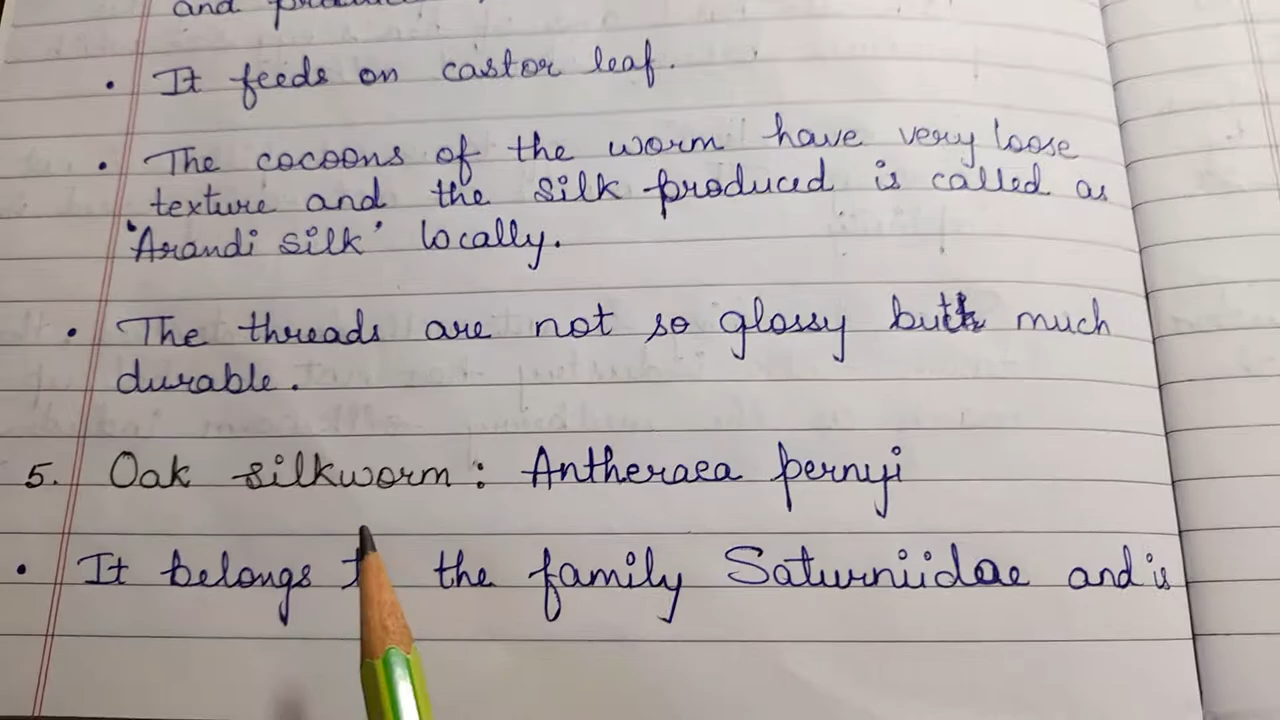 and
• It feeds on castor leaf.
• The cocoons of the worm have very loose
texture and the silk produced is called as
'Arandi silk' locally.
• The threads are not so glossy but much
durable.
5. Oak silkworm : Antheraea pernyi
• It belongs the family Saturniidae and is